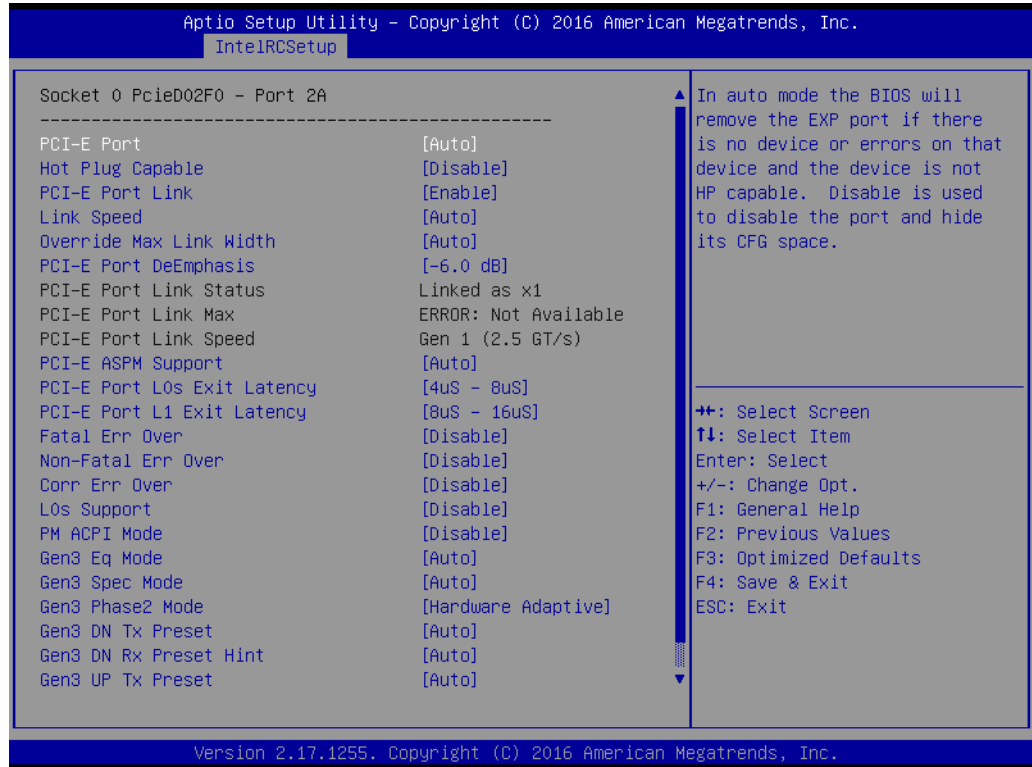 Aptio Setup Utility – Copyright (C) 2016 American Megatrends, Inc.
IntelRCSetup
Socket 0 PcieD02F0 – Port 2A
------------------------------------------------
PCI-E Port [Auto]
Hot Plug Capable [Disable]
PCI-E Port Link [Enable]
Link Speed [Auto]
Override Max Link Width [Auto]
PCI-E Port DeEmphasis [-6.0 dB]
PCI-E Port Link Status Linked as x1
PCI-E Port Link Max ERROR: Not Available
PCI-E Port Link Speed Gen 1 (2.5 GT/s)
PCI-E ASPM Support [Auto]
PCI-E Port L0s Exit Latency [4uS - 8uS]
PCI-E Port L1 Exit Latency [8uS - 16uS]
Fatal Err Over [Disable]
Non-Fatal Err Over [Disable]
Corr Err Over [Disable]
L0s Support [Disable]
PM ACPI Mode [Disable]
Gen3 Eq Mode [Auto]
Gen3 Spec Mode [Auto]
Gen3 Phase2 Mode [Hardware Adaptive]
Gen3 DN Tx Preset [Auto]
Gen3 DN Rx Preset Hint [Auto]
Gen3 UP Tx Preset [Auto]
In auto mode the BIOS will
remove the EXP port if there
is no device or errors on that
device and the device is not
HP capable.  Disable is used
to disable the port and hide
its CFG space.
→←: Select Screen
↑↓: Select Item
Enter: Select
+/-: Change Opt.
F1: General Help
F2: Previous Values
F3: Optimized Defaults
F4: Save & Exit
ESC: Exit
Version 2.17.1255. Copyright (C) 2016 American Megatrends, Inc.